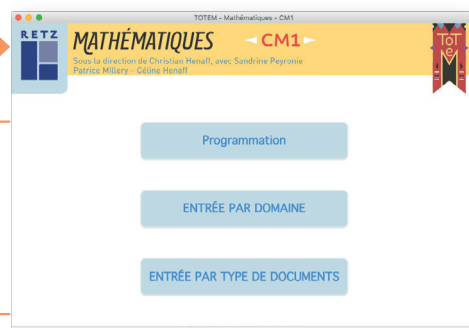 TOTEM - Mathématiques - CM1
RETZ
MATHÉMATIQUES
CM1
Sous la direction de Christian Henaff, avec Sandrine Peyronie
Patrice Millery - Céline Henaff
ToTeM
Programmation
ENTRÉE PAR DOMAINE
ENTRÉE PAR TYPE DE DOCUMENTS